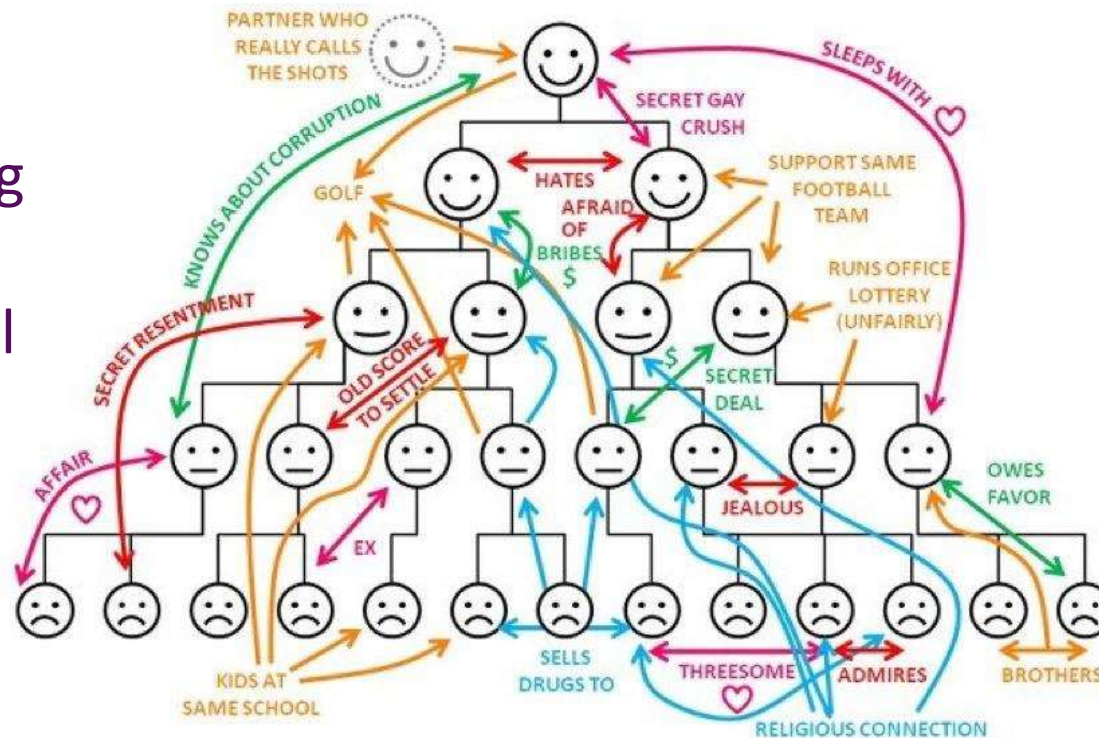 PARTNER WHO
REALLY CALLS
THE SHOTS
SLEEPS WITH
SECRET GAY
CRUSH
KNOWS ABOUT CORRUPTION
g
GOLF
HATES
SUPPORT SAME
FOOTBALL
TEAM
AFRAID
OF
BRIBES
$
RUNS OFFICE
LOTTERY
(UNFAIRLY)
l
SECRET RESENTMENT
OLD SCORE
TO SETTLE
$
SECRET
DEAL
AFFAIR
JEALOUS
OWES
FAVOR
EX
KIDS AT
SAME SCHOOL
SELLS
DRUGS TO
THREESOME
ADMIRES
BROTHERS
RELIGIOUS CONNECTION